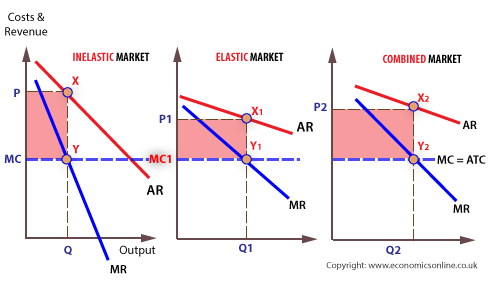 Costs &
Revenue
INELASTIC MARKET
ELASTIC MARKET
COMBINED MARKET
P
X
MC
Y
AR
MR
Q
Output
P1
X1
MC1
Y1
AR
MR
Q1
P2
X2
AR
Y2
MC = ATC
MR
Q2
Copyright: www.economicsonline.co.uk